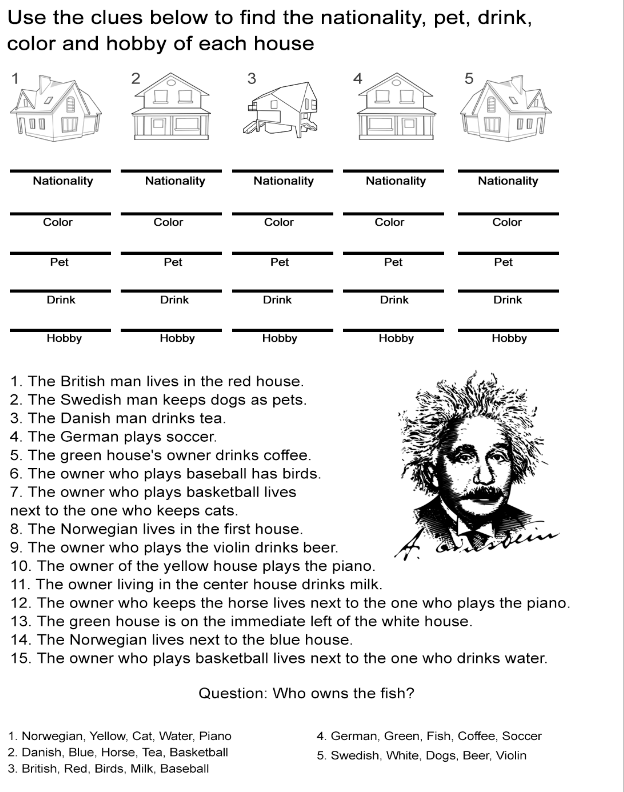 Use the clues below to find the nationality, pet, drink,
color and hobby of each house
1 2 3 4 5
Nationality Nationality Nationality Nationality Nationality
Color Color Color Color Color
Pet Pet Pet Pet Pet
Drink Drink Drink Drink Drink
Hobby Hobby Hobby Hobby Hobby
1. The British man lives in the red house.
2. The Swedish man keeps dogs as pets.
3. The Danish man drinks tea.
4. The German plays soccer.
5. The green house's owner drinks coffee.
6. The owner who plays baseball has birds.
7. The owner who plays basketball lives
next to the one who keeps cats.
8. The Norwegian lives in the first house.
9. The owner who plays the violin drinks beer.
10. The owner of the yellow house plays the piano.
11. The owner living in the center house drinks milk.
12. The owner who keeps the horse lives next to the one who plays the piano.
13. The green house is on the immediate left of the white house.
14. The Norwegian lives next to the blue house.
15. The owner who plays basketball lives next to the one who drinks water.
A. Einstein
Question: Who owns the fish?
1. Norwegian, Yellow, Cat, Water, Piano
2. Danish, Blue, Horse, Tea, Basketball
3. British, Red, Birds, Milk, Baseball
4. German, Green, Fish, Coffee, Soccer
5. Swedish, White, Dogs, Beer, Violin